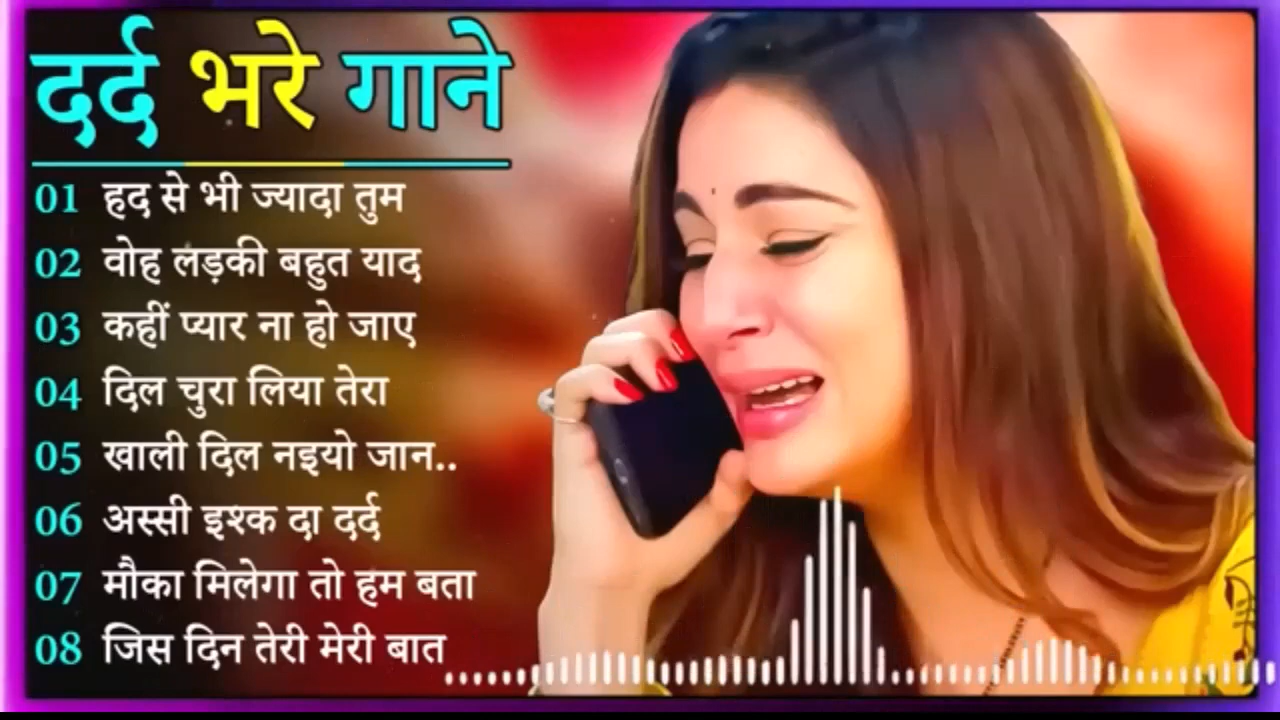 दर्द भरे गाने
01 हद से भी ज्यादा तुम
02 वोह लड़की बहुत याद
03 कहीं प्यार ना हो जाए
04 दिल चुरा लिया तेरा
05 खाली दिल नइयो जान..
06 अस्सी इश्क दा दर्द
07 मौका मिलेगा तो हम बता
08 जिस दिन तेरी मेरी बात